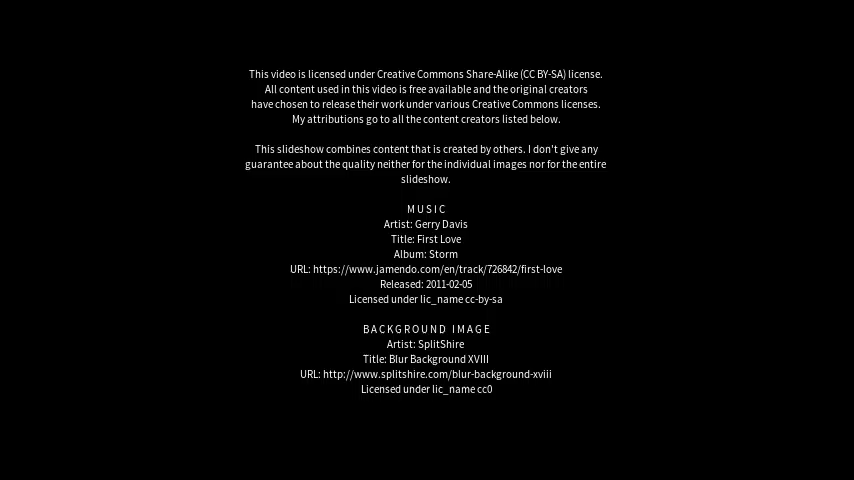 This video is licensed under Creative Commons Share-Alike (CC BY-SA) license.
All content used in this video is free available and the original creators
have chosen to release their work under various Creative Commons licenses.
My attributions go to all the content creators listed below.
This slideshow combines content that is created by others. I don't give any
guarantee about the quality neither for the individual images nor for the entire
slideshow.
MUSIC
Artist: Gerry Davis
Title: First Love
Album: Storm
URL: https://www.jamendo.com/en/track/726842/first-love
Released: 2011-02-05
Licensed under lic_name cc-by-sa
BACKGROUND IMAGE
Artist: SplitShire
Title: Blur Background XVIII
URL: http://www.splitshire.com/blur-background-xviii
Licensed under lic_name cc0